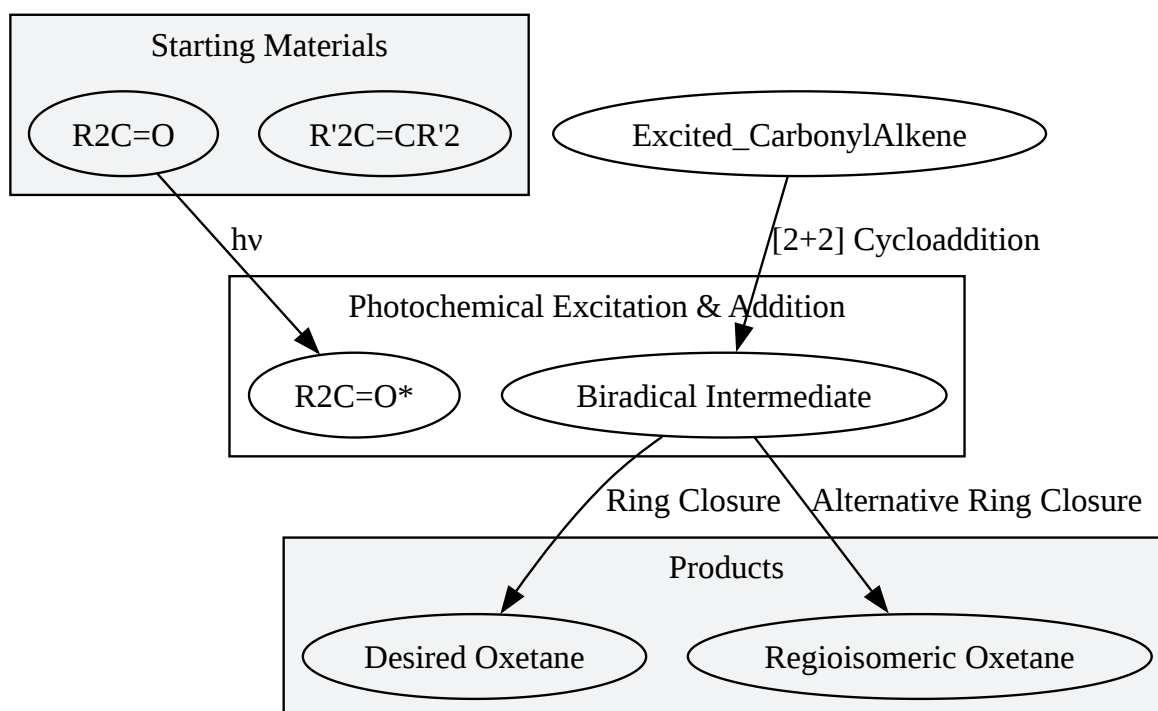 Starting Materials
R2C=O
R'2C=CR'2
Excited_CarbonylAlkene
hν
[2+2] Cycloaddition
Photochemical Excitation & Addition
R2C=O*
Biradical Intermediate
Ring Closure
Alternative Ring Closure
Products
Desired Oxetane
Regioisomeric Oxetane